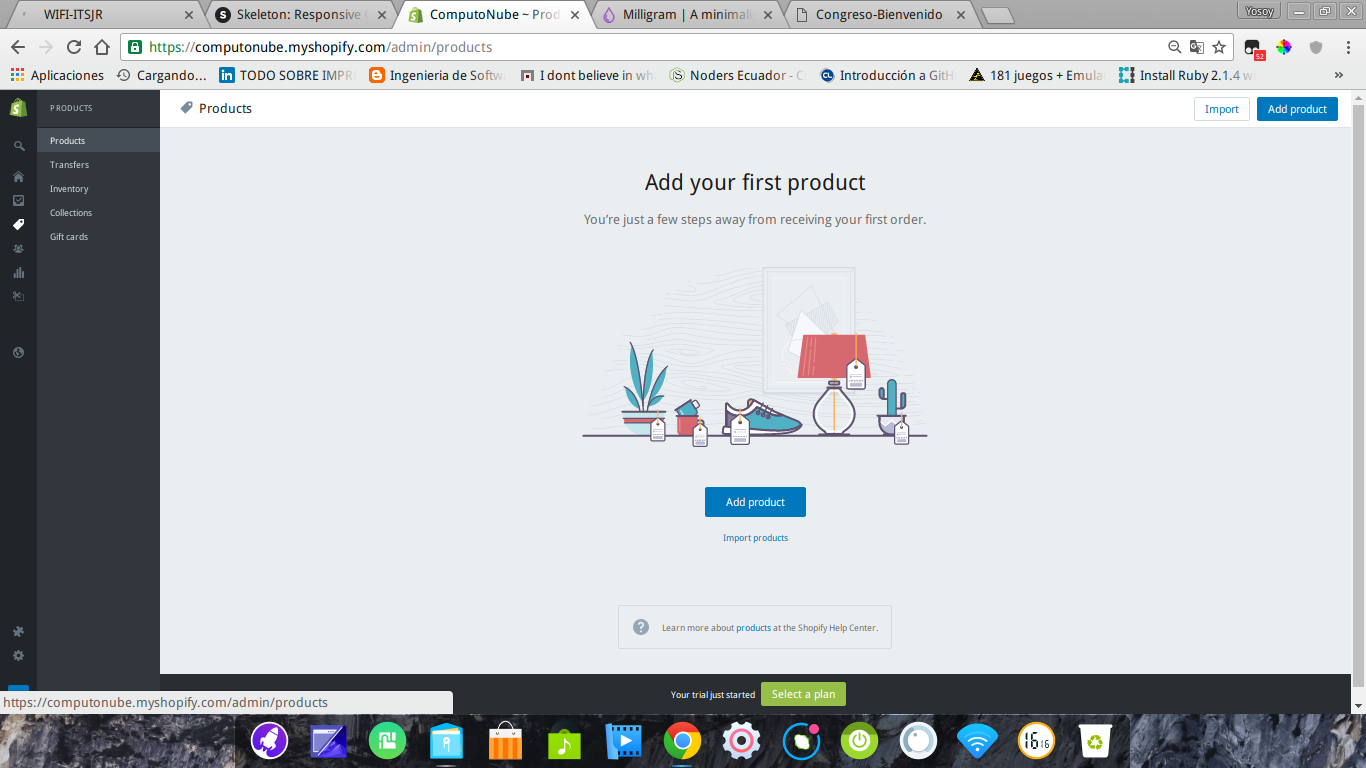 WIFI-ITSJR
Skeleton: Responsive
ComputoNube ~ Prod
Milligram | A minimali
Congreso-Bienvenido
Yosoy
https://computonube.myshopify.com/admin/products
52
Aplicaciones
Cargando...
TODO SOBRE IMPR
Ingenieria de Softw
I dont believe in wh
Noders Ecuador - C
Introducción a GitH
181 juegos + Emula
Install Ruby 2.1.4 w
»
PRODUCTS
Products
Transfers
Inventory
Collections
Gift cards
Products
Import
Add product
Add your first product
You’re just a few steps away from receiving your first order.
Add product
Import products
Learn more about products at the Shopify Help Center.
Your trial just started
Select a plan
https://computonube.myshopify.com/admin/products
16 16